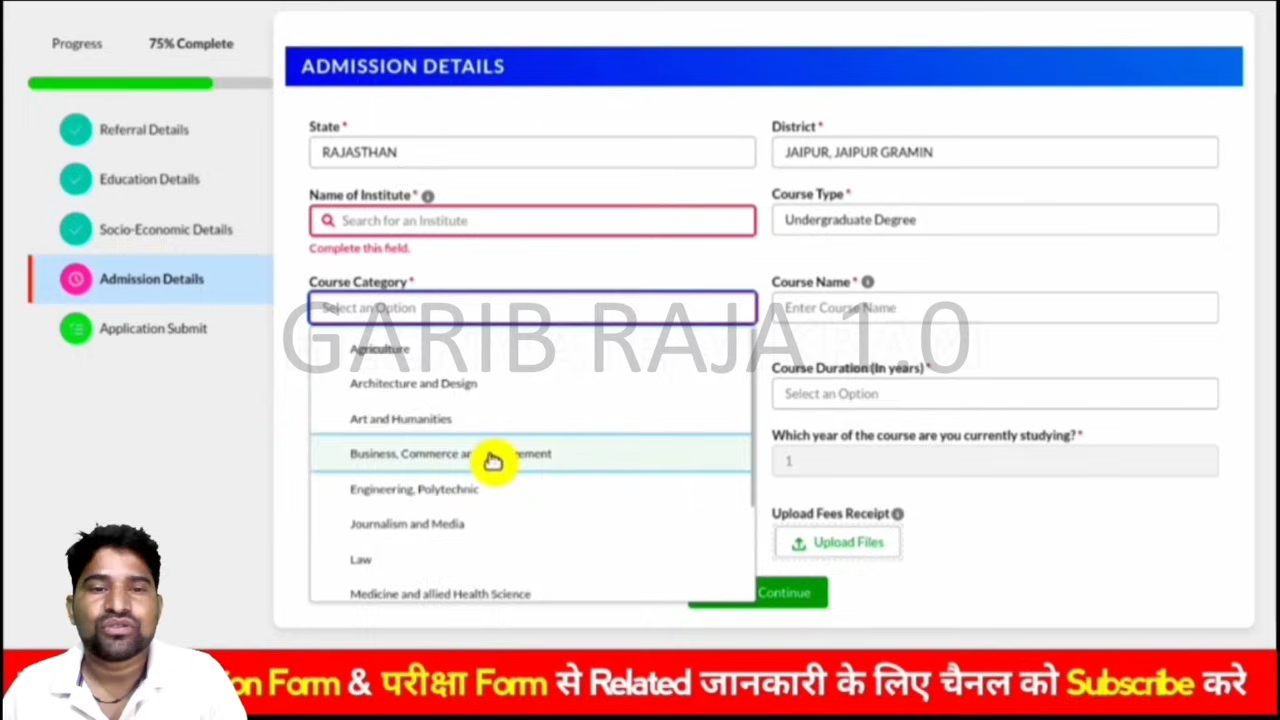 Progress 75% Complete
Referral Details
Education Details
Socio-Economic Details
Admission Details
Application Submit
ADMISSION DETAILS
State* District*
RAJASTHAN JAIPUR, JAIPUR GRAMIN
Name of Institute* Course Type*
Search for an Institute Undergraduate Degree
Complete this field.
Course Category* Course Name*
Select an Option Enter Course Name
GARIB RAJA 1.0
Agriculture
Architecture and Design
Art and Humanities
Business, Commerce
Engineering, Polytechnic
Journalism and Media
Law
Medicine and allied Health Science
Course Duration (In years)*
Select an Option
Which year of the course are you currently studying?*
1
Upload Fees Receipt
Upload Files
Continue
Form & परीक्षा Form से Related जानकारी के लिए चैनल को Subscribe करे